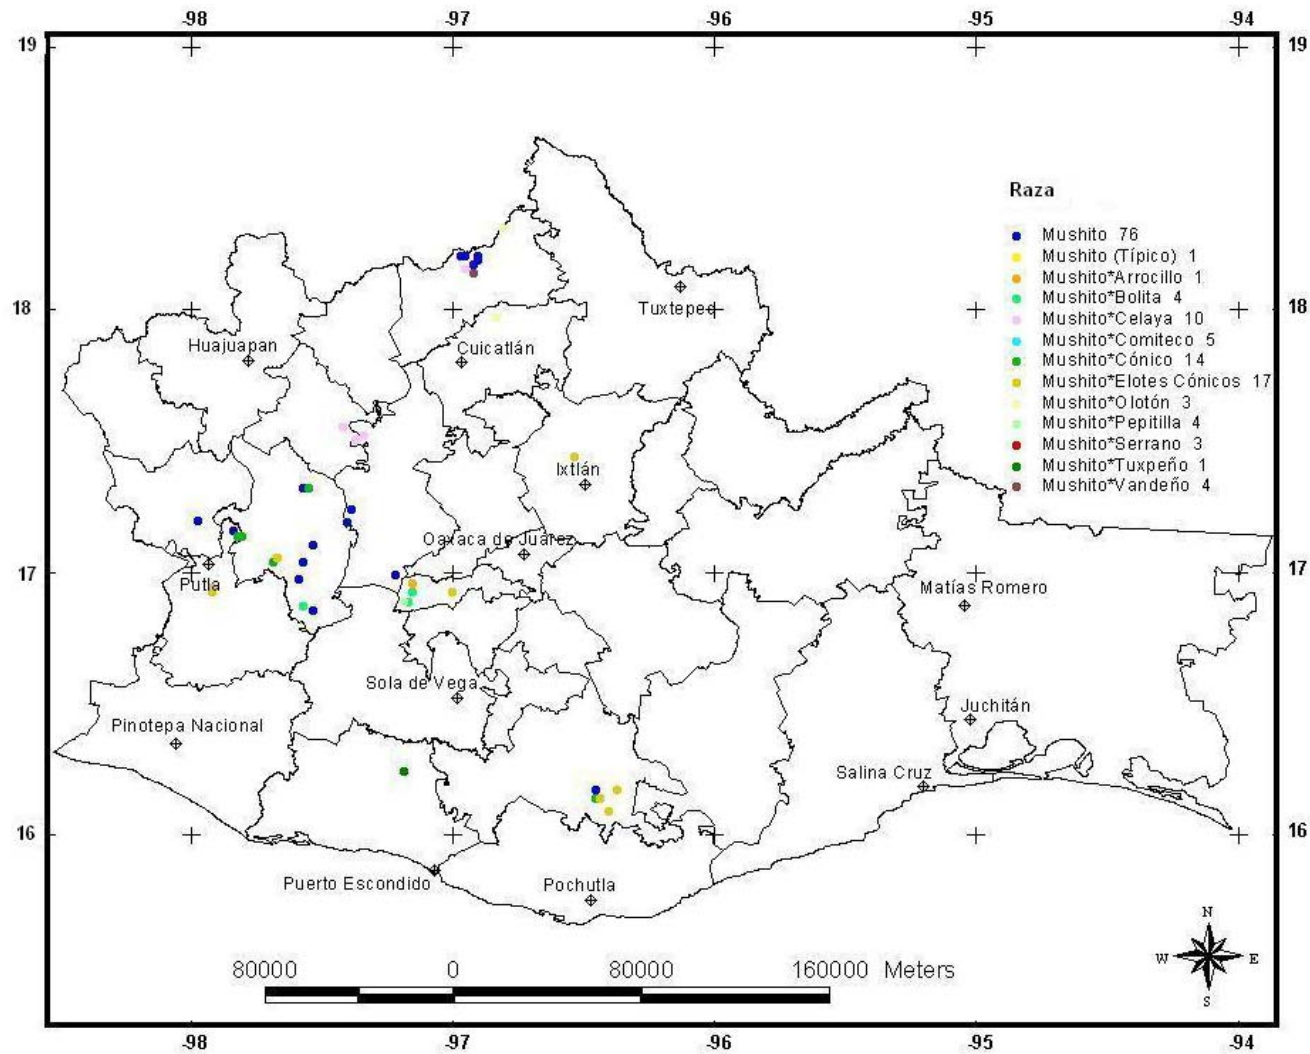 -98 -97 -96 -95 -94
19 19
Raza
Mushito 76
Mushito (Típico) 1
Mushito*Arrocillo 1
Mushito*Bolita 4
Mushito*Celaya 10
Mushito*Comiteco 5
Mushito*Cónico 14
Mushito*Elotes Cónicos 17
Mushito*Olotón 3
Mushito*Pepitilla 4
Mushito*Serrano 3
Mushito*Tuxpeño 1
Mushito*Vandeño 4
18 18
Tuxtepec
Huajuapan
Cuicatlán
Ixtlán
Oaxaca de Juárez
17 17
Putla
Matías Romero
Sola de Vega
Pinotepa Nacional
Juchitán
Salina Cruz
16 16
Puerto Escondido
Pochutla
N
W E
S
80000 0 80000 160000 Meters
-98 -97 -96 -95 -94